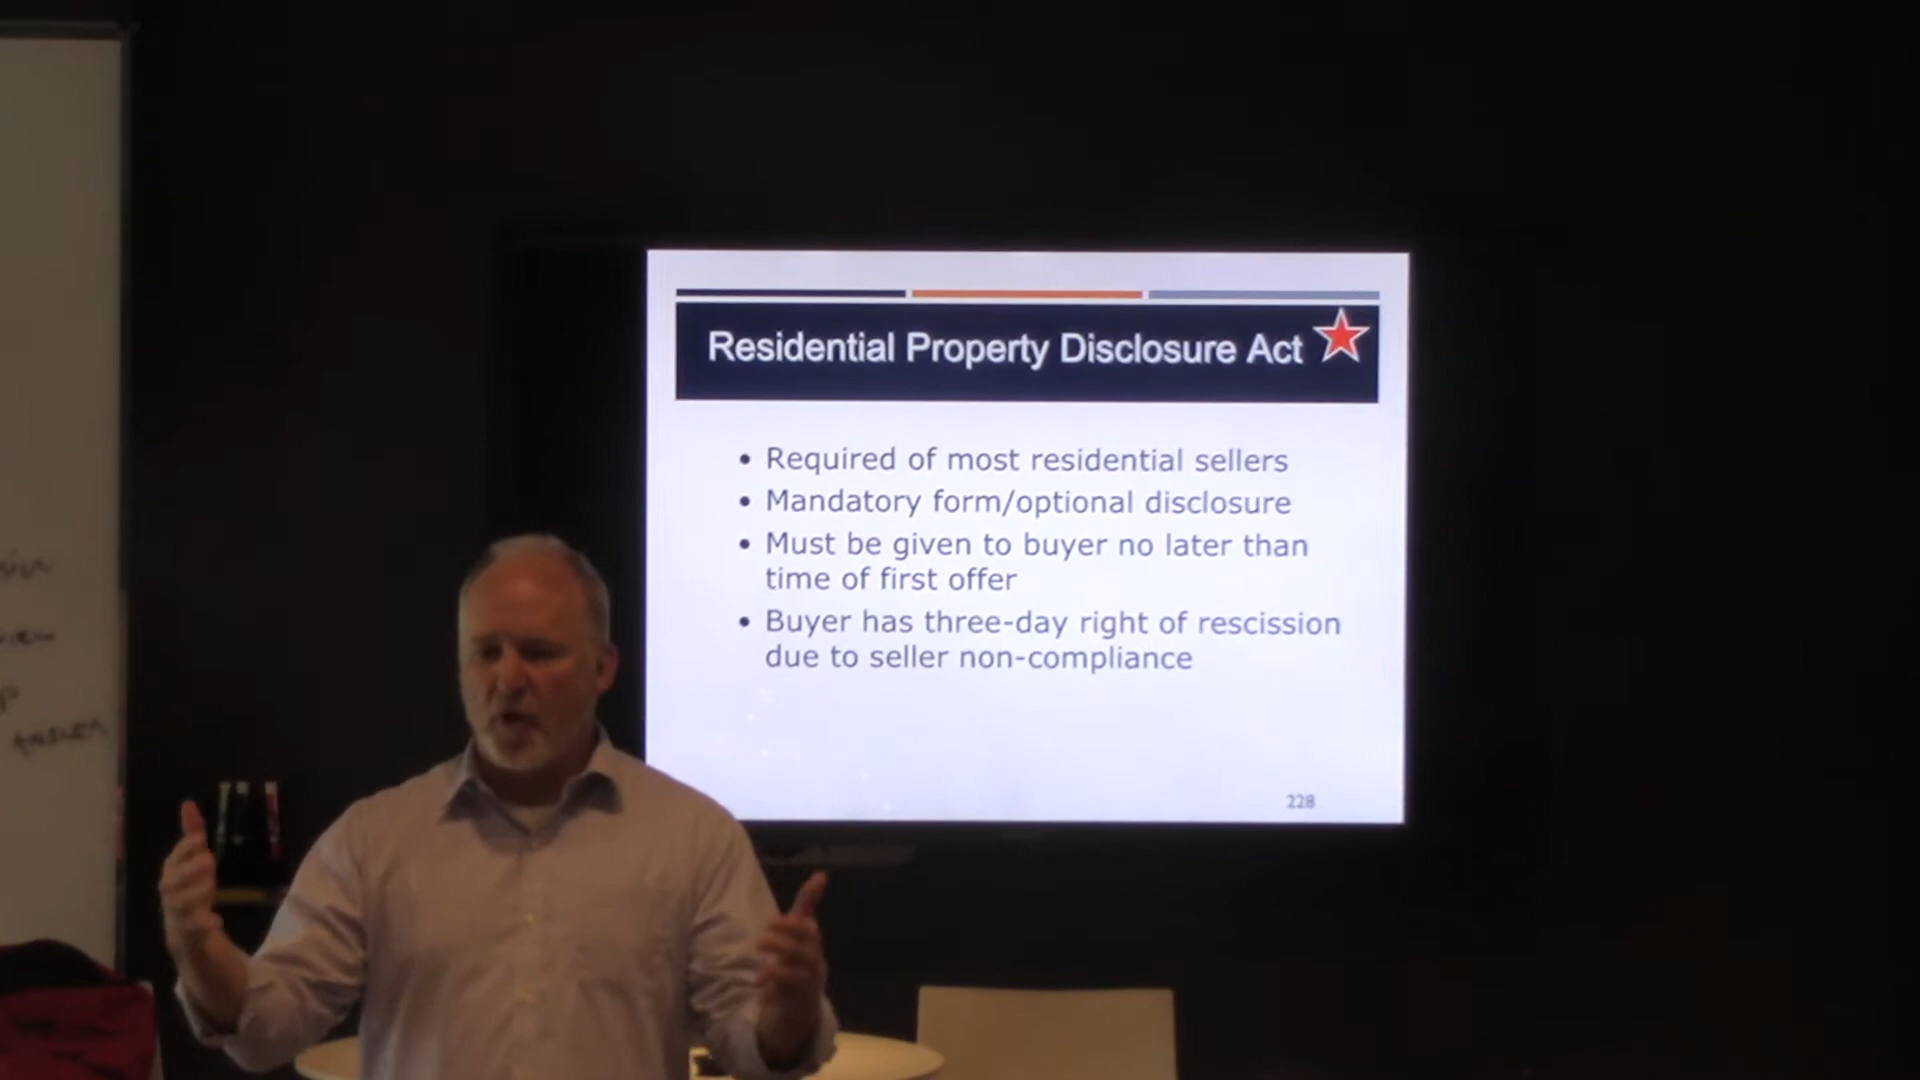 Residential Property Disclosure Act
• Required of most residential sellers
• Mandatory form/optional disclosure
• Must be given to buyer no later than
time of first offer
• Buyer has three-day right of rescission
due to seller non-compliance
228
ANSWER